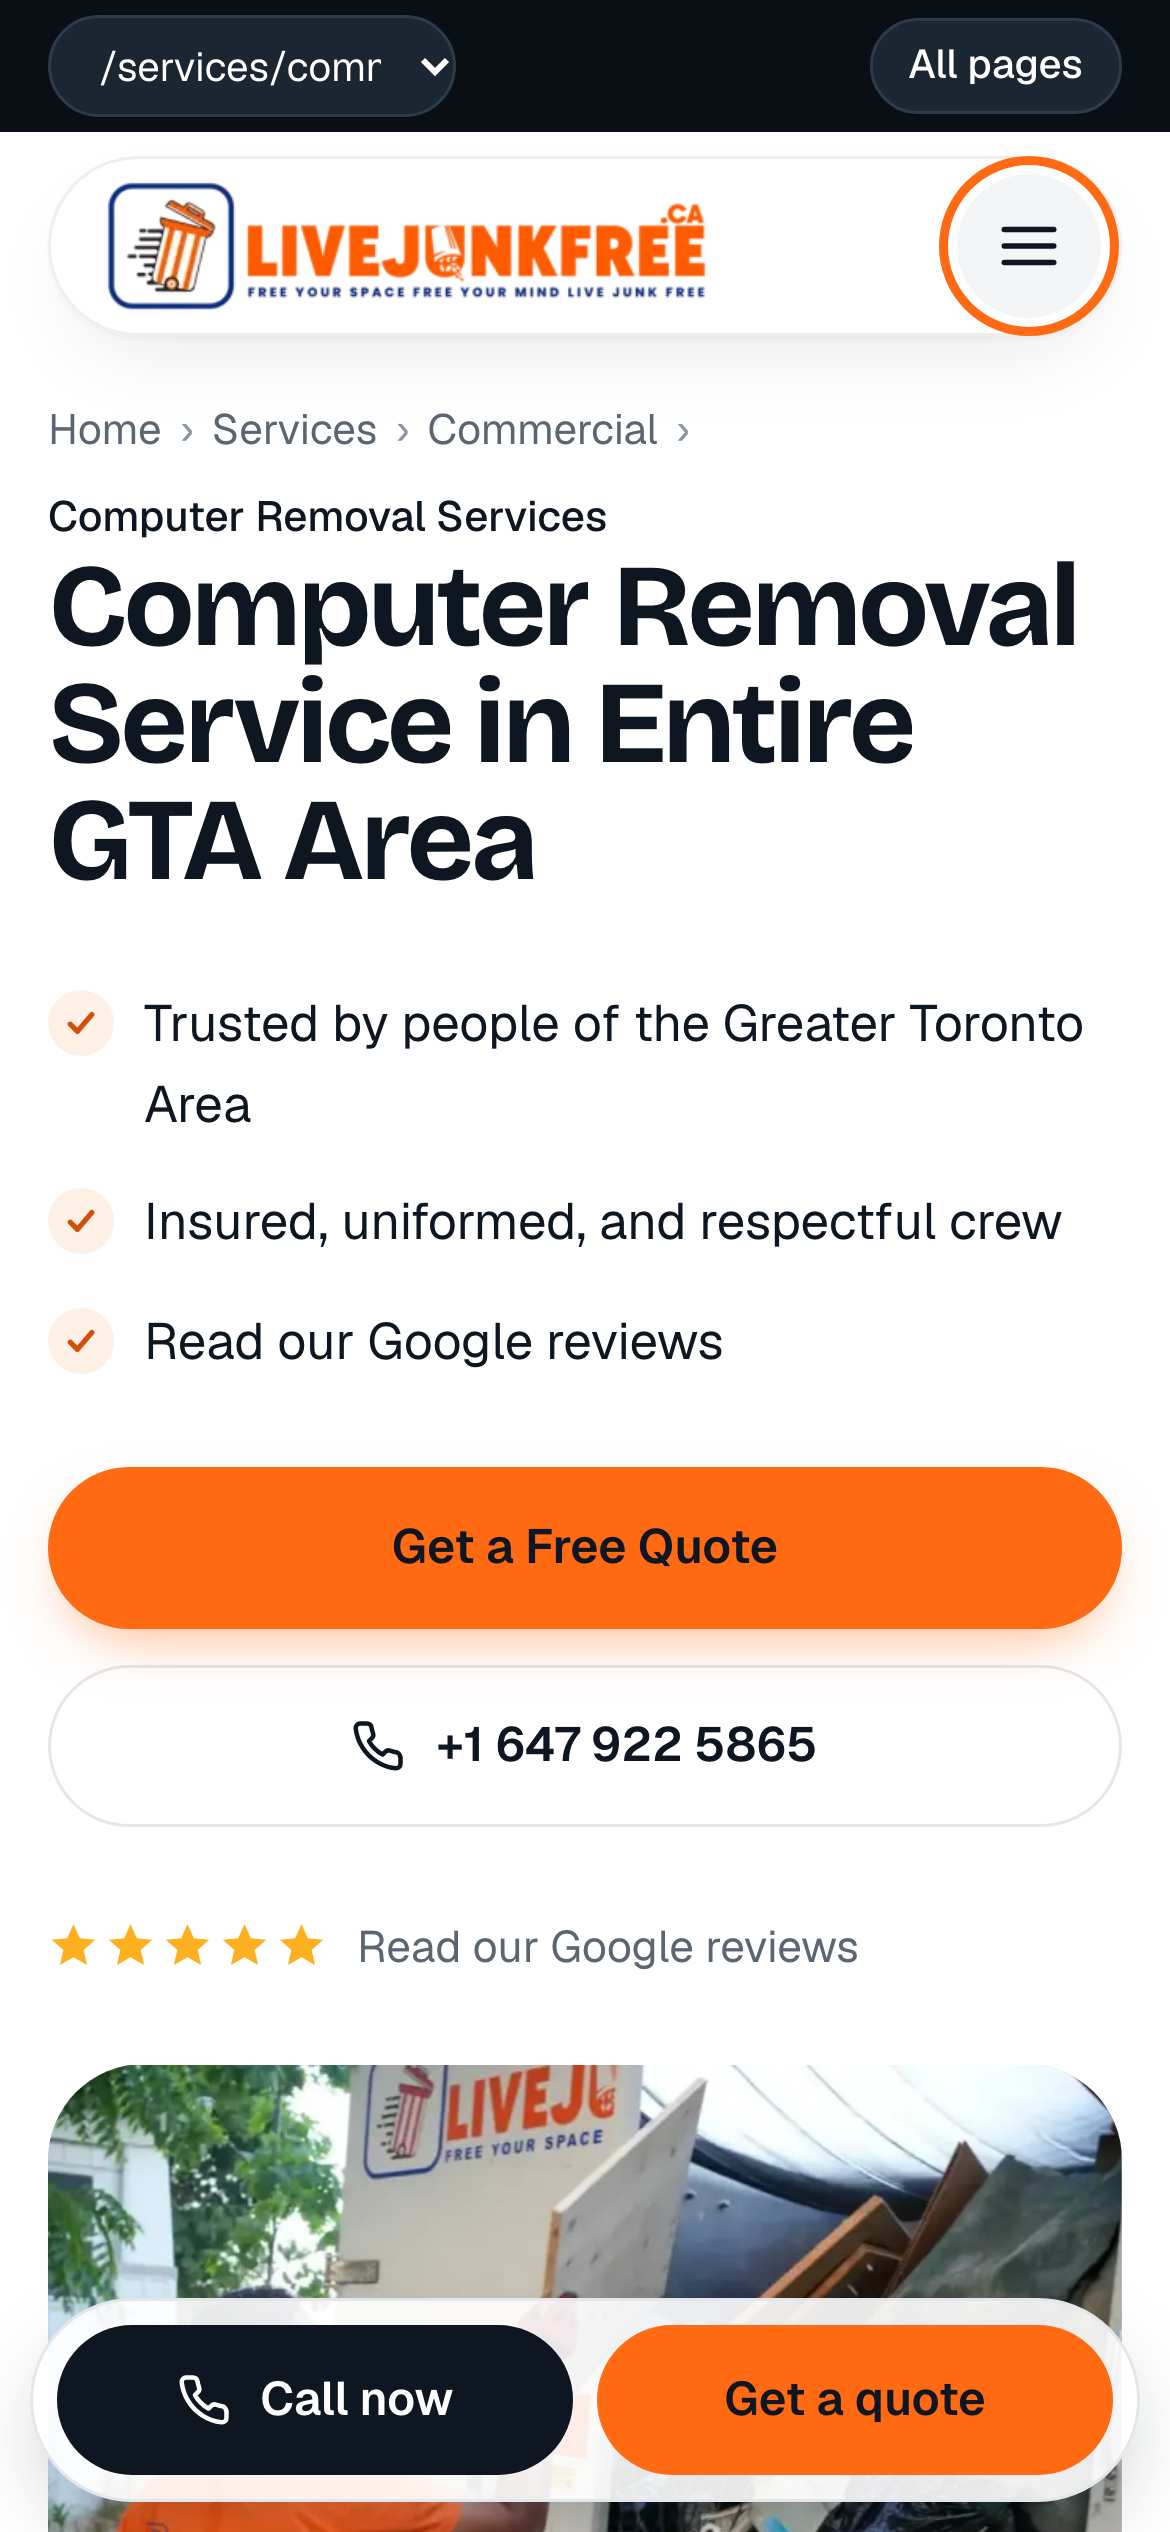 /services/comr
All pages
LIVEJUNKFREE
.CA
FREE YOUR SPACE FREE YOUR MIND LIVE JUNK FREE
Home › Services › Commercial ›
Computer Removal Services
Computer Removal
Service in Entire
GTA Area
Trusted by people of the Greater Toronto
Area
Insured, uniformed, and respectful crew
Read our Google reviews
Get a Free Quote
+1 647 922 5865
Read our Google reviews
LIVEJU
FREE YOUR SPACE
Call now
Get a quote